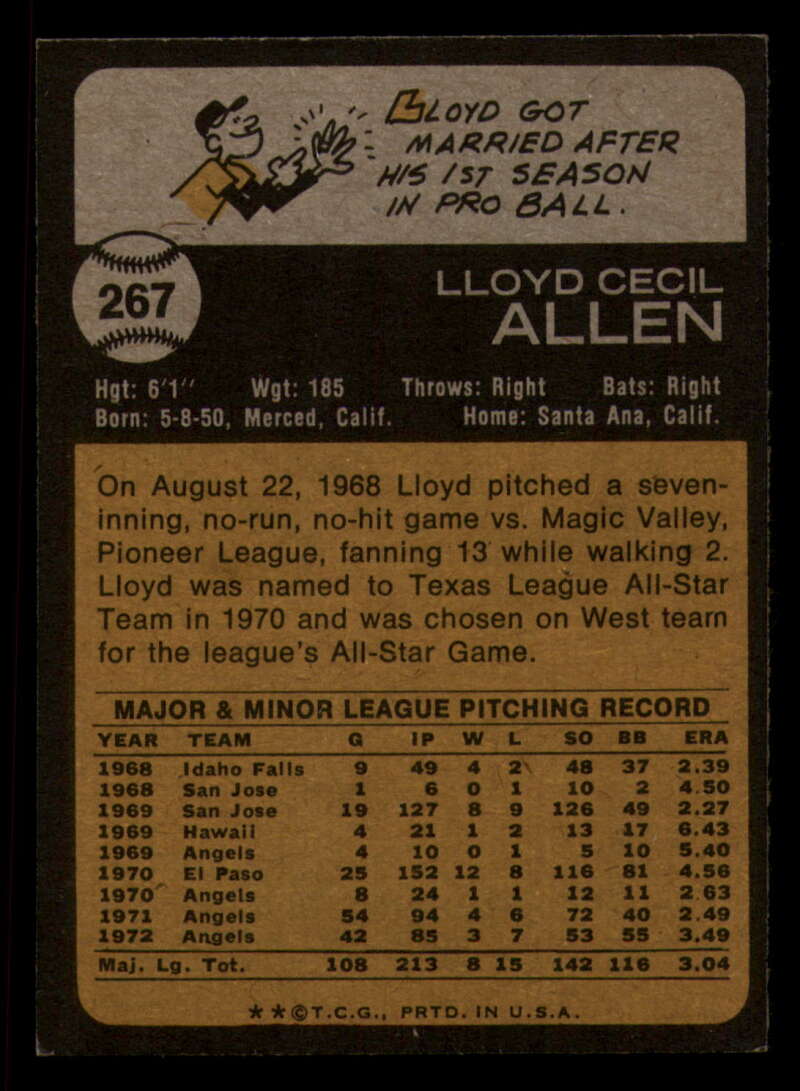 LLOYD GOT
MARRIED AFTER
HIS 1ST SEASON
IN PRO BALL.
267
LLOYD CECIL
ALLEN
Hgt: 6'1" Wgt: 185 Throws: Right Bats: Right
Born: 5-8-50, Merced, Calif. Home: Santa Ana, Calif.
On August 22, 1968 Lloyd pitched a seven-
inning, no-run, no-hit game vs. Magic Valley,
Pioneer League, fanning 13 while walking 2.
Lloyd was named to Texas League All-Star
Team in 1970 and was chosen on West team
for the league's All-Star Game.
MAJOR & MINOR LEAGUE PITCHING RECORD
YEAR TEAM G IP W L SO BB ERA
1968 Idaho Falls 9 49 4 2 48 37 2.39
1968 San Jose 1 6 0 1 10 2 4.50
1969 San Jose 19 127 8 9 126 49 2.27
1969 Hawaii 4 21 1 2 13 17 6.43
1969 Angels 4 10 0 1 5 10 5.40
1970 El Paso 25 152 12 8 116 81 4.56
1970 Angels 8 24 1 1 12 11 2.63
1971 Angels 54 94 4 6 72 40 2.49
1972 Angels 42 85 3 7 53 55 3.49
Maj. Lg. Tot. 108 213 8 15 142 116 3.04
★★©T.C.G., PRTD. IN U.S.A.